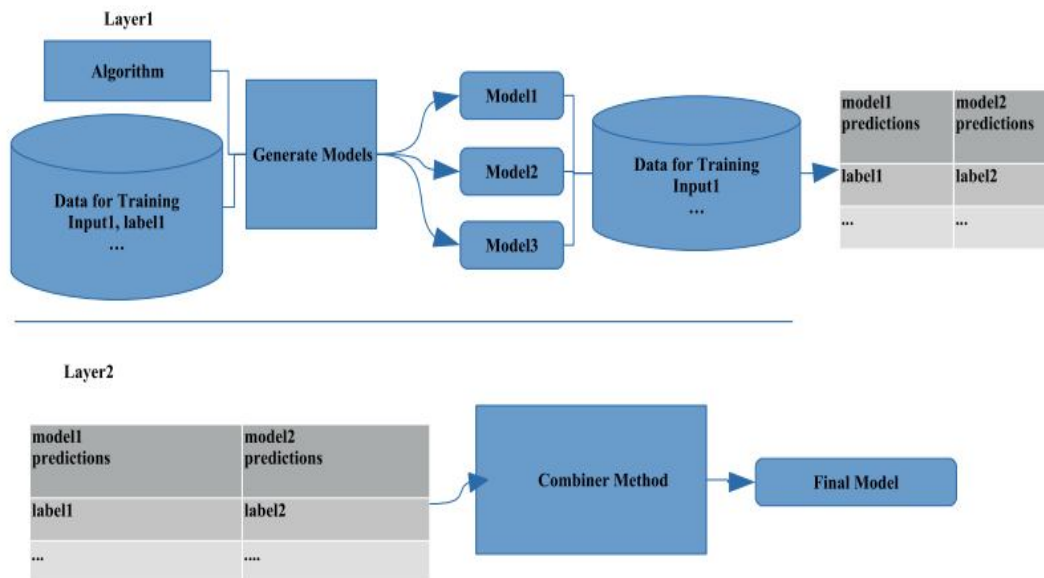 Layer1
Algorithm
Data for Training
Input1, label1
...
Generate Models
Model1
Model2
Model3
Data for Training
Input1
...
model1 predictions
model2 predictions
label1
label2
...
...
Layer2
model1 predictions
model2 predictions
label1
label2
...
....
Combiner Method
Final Model